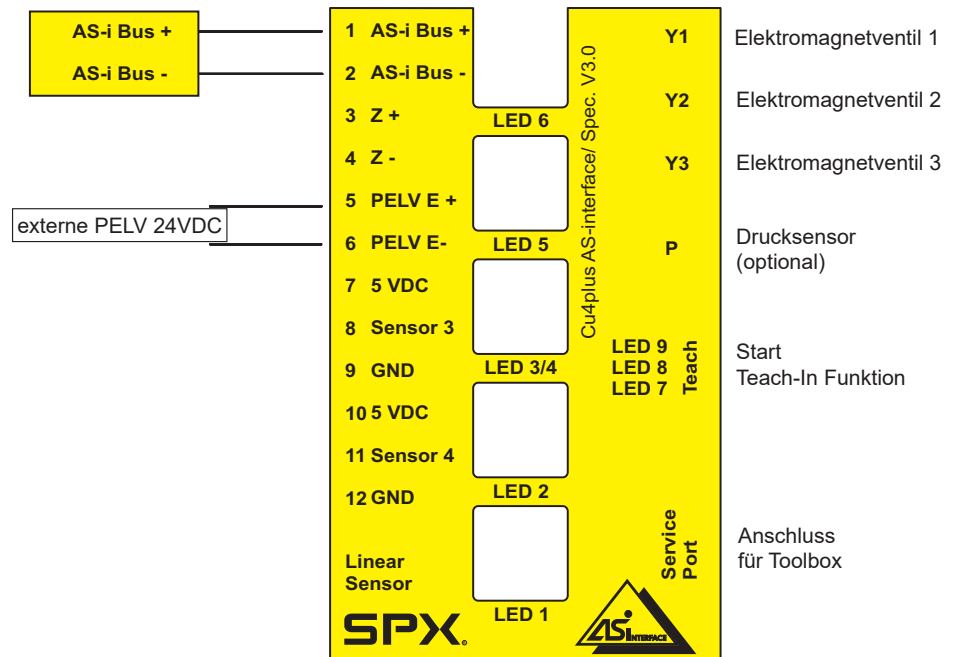 AS-i Bus +
AS-i Bus -
externe PELV 24VDC
1 AS-i Bus +
2 AS-i Bus -
3 Z +
4 Z -
5 PELV E +
6 PELV E-
7 5 VDC
8 Sensor 3
9 GND
10 5 VDC
11 Sensor 4
12 GND
Linear
Sensor
SPX.
LED 6
LED 5
LED 3/4
LED 2
LED 1
Cu4plus AS-interface/ Spec. V3.0
Y1
Y2
Y3
P
LED 9
LED 8
LED 7
Teach
Service
Port
ASi INTERFACE
Elektromagnetventil 1
Elektromagnetventil 2
Elektromagnetventil 3
Drucksensor
(optional)
Start
Teach-In Funktion
Anschluss
für Toolbox